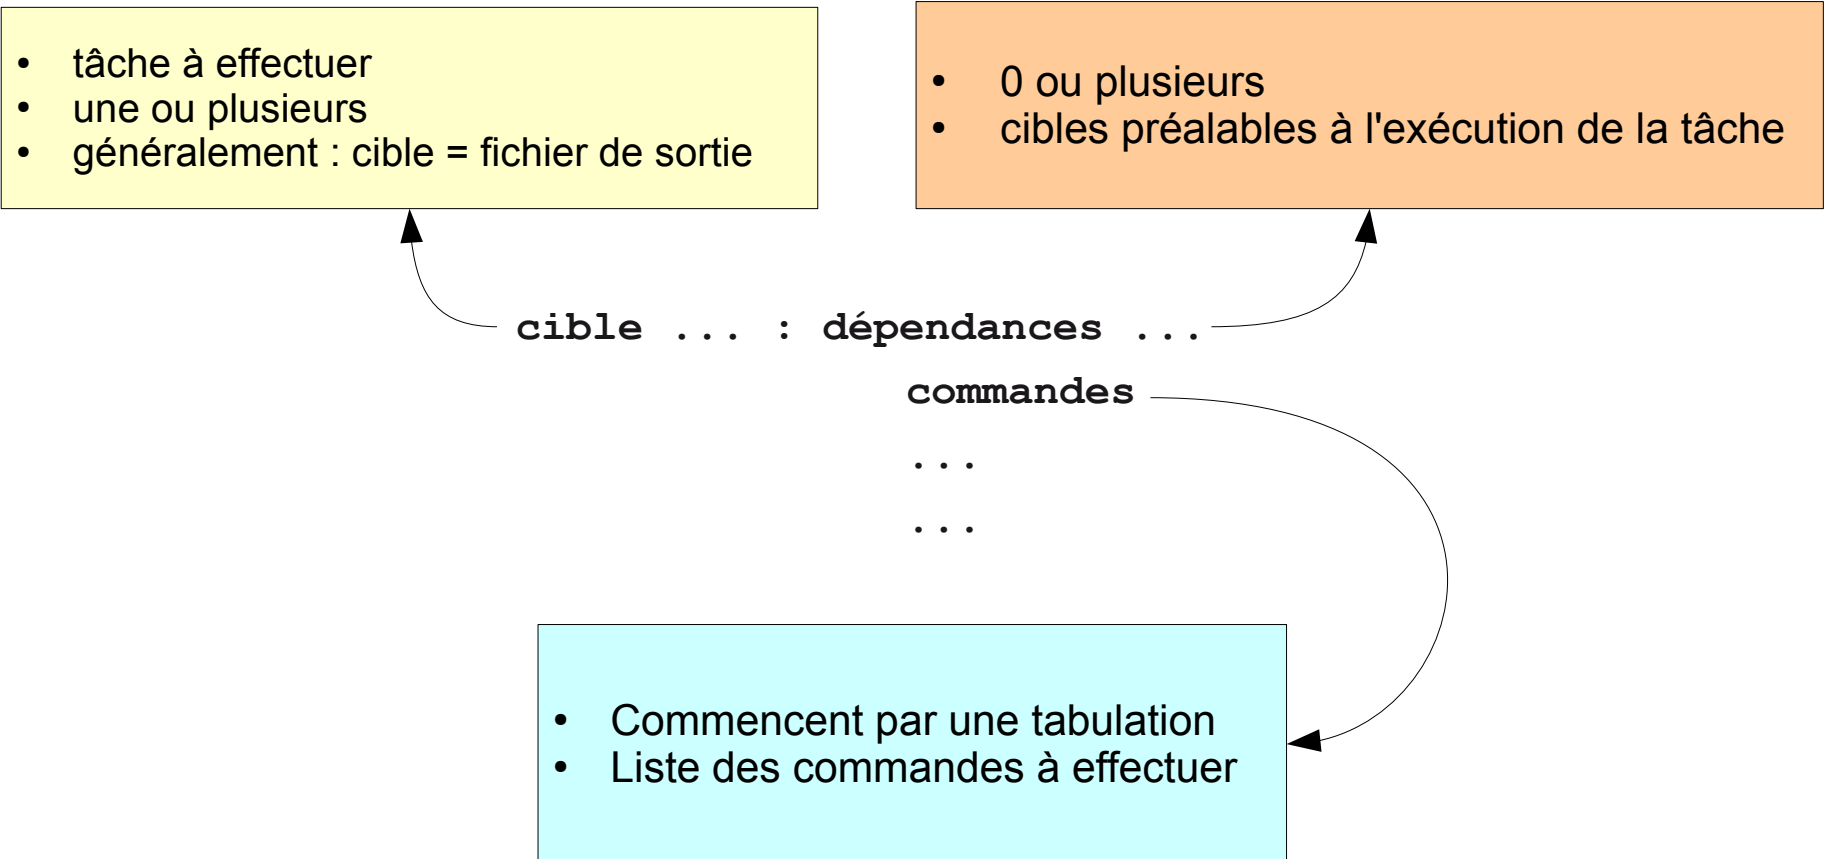 • tâche à effectuer
• une ou plusieurs
• généralement : cible = fichier de sortie
• 0 ou plusieurs
• cibles préalables à l'exécution de la tâche
cible ... : dépendances ...
commandes
...
...
• Commencent par une tabulation
• Liste des commandes à effectuer